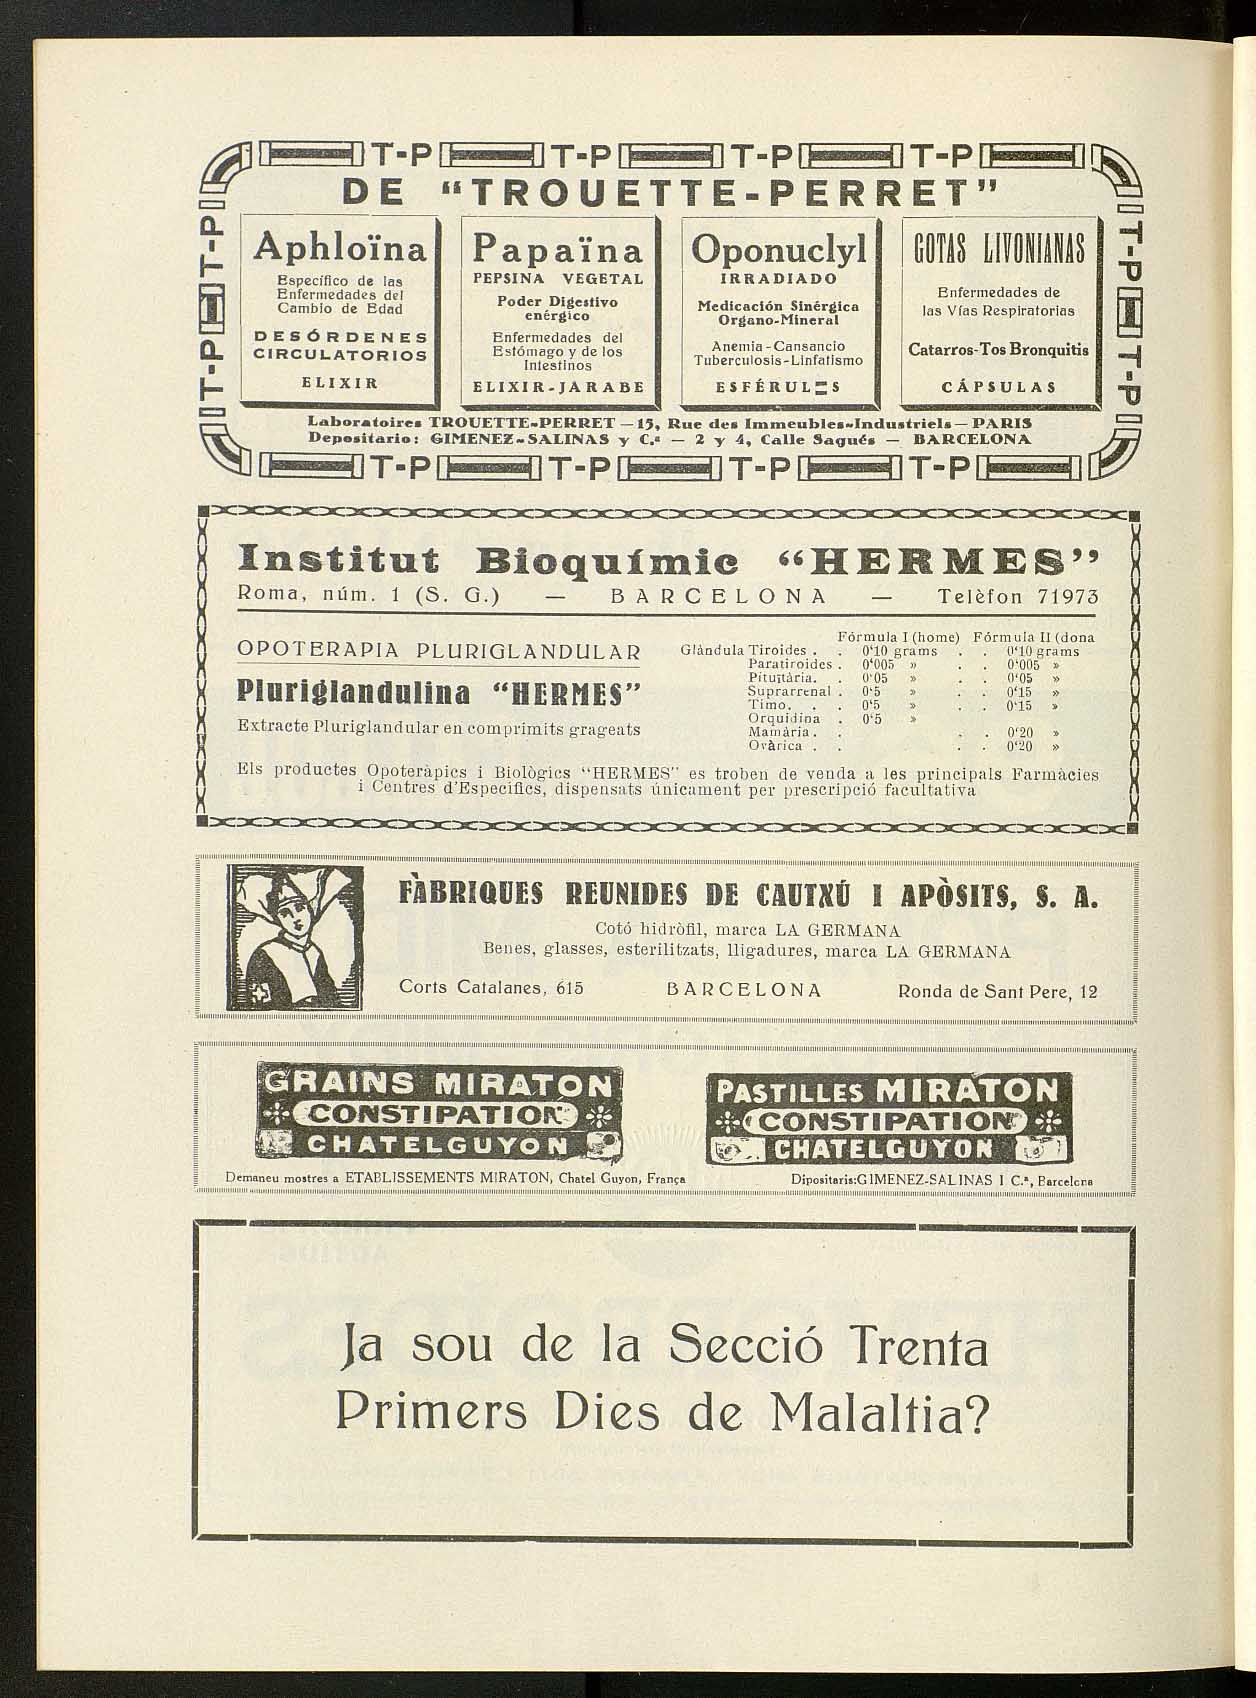 T-P T-P T-P T-P
DE "TROUETTE-PERRET"
T-P T-P
T-P T-P
Aphloïna
Específico de las
Enfermedades del
Cambio de Edad
DESÓRDENES
CIRCULATORIOS
ELIXIR
Papaïna
PEPSINA VEGETAL
Poder Digestivo
enérgico
Enfermedades del
Estómago y de los
Intestinos
ELIXIR-JARABE
Oponuclyl
IRRADIADO
Medicación Sinérgica
Organo-Mineral
Anemia - Cansancio
Tuberculosis - Linfatismo
ESFÉRULES
GOTAS LIVONIANAS
Enfermedades de
las Vías Respiratorias
Catarros-Tos Bronquitis
CÁPSULAS
Laboratoires TROUETTE-PERRET — 15, Rue des Immeubles-Industriels — PARIS
Depositario: GIMENEZ-SALINAS y C.ª — 2 y 4, Calle Sagués — BARCELONA
T-P T-P T-P T-P
Institut Bioquímic "HERMES"
Roma, núm. 1 (S. G.) — BARCELONA — Telèfon 71973
OPOTERAPIA PLURIGLANDULAR
Pluriglandulina "HERMES"
Extracte Pluriglandular en comprimits grageats
Fórmula I (home) Fórmula II (dona
Glàndula Tiroides . . 0'10 grams . . 0'10 grams
Paratiroides . 0'005 » . . 0'005 »
Pituïtària. . 0'05 » . . 0'05 »
Suprarrenal . 0'5 » . . 0'15 »
Timo. . . 0'5 » . . 0'15 »
Orquidina . 0'5 »
Mamària . . . . 0'20 »
Ovàrica . . . . 0'20 »
Els productes Opoteràpics i Biològics "HERMES" es troben de venda a les principals Farmàcies
i Centres d'Especifics, dispensats únicament per prescripció facultativa
FÀBRIQUES REUNIDES DE CAUTXÚ I APÒSITS, S. A.
Cotó hidròfil, marca LA GERMANA
Benes, glasses, esterilitzats, lligadures, marca LA GERMANA
Corts Catalanes, 615 BARCELONA Ronda de Sant Pere, 12
GRAINS MIRATON
CONSTIPATION
CHATELGUYON
Demaneu mostres a ETABLISSEMENTS MIRATON, Chatel Guyon, França
PASTILLES MIRATON
CONSTIPATION
CHATELGUYON
Dipositaris:GIMENEZ-SALINAS I C.ª, Barcelona
Ja sou de la Secció Trenta
Primers Dies de Malaltia?